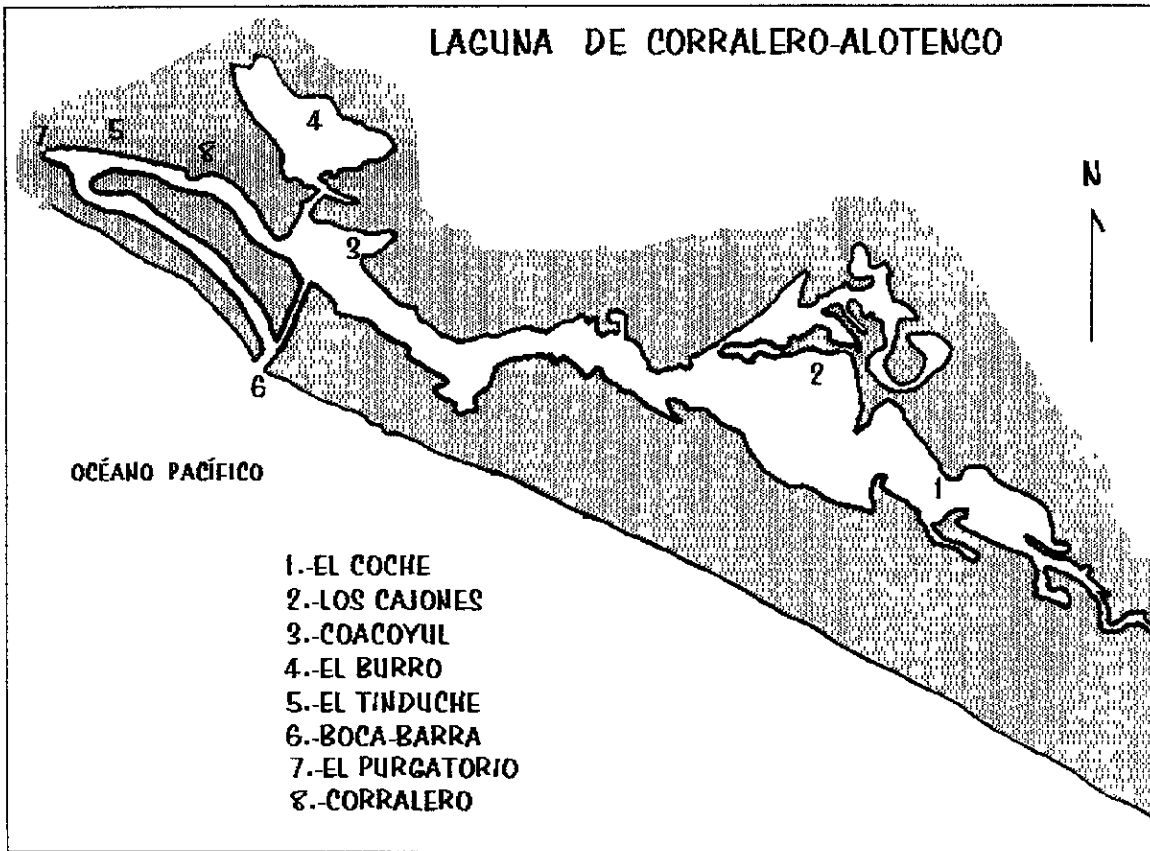 LAGUNA DE CORRALERO-ALOTENGO
4
7
5
8
N
3
2
6
OCÉANO PACÍFICO
1
1.-EL COCHE
2.-LOS CAJONES
3.-COACOYUL
4.-EL BURRO
5.-EL TINDUCHE
6.-BOCA-BARRA
7.-EL PURGATORIO
8.-CORRALERO